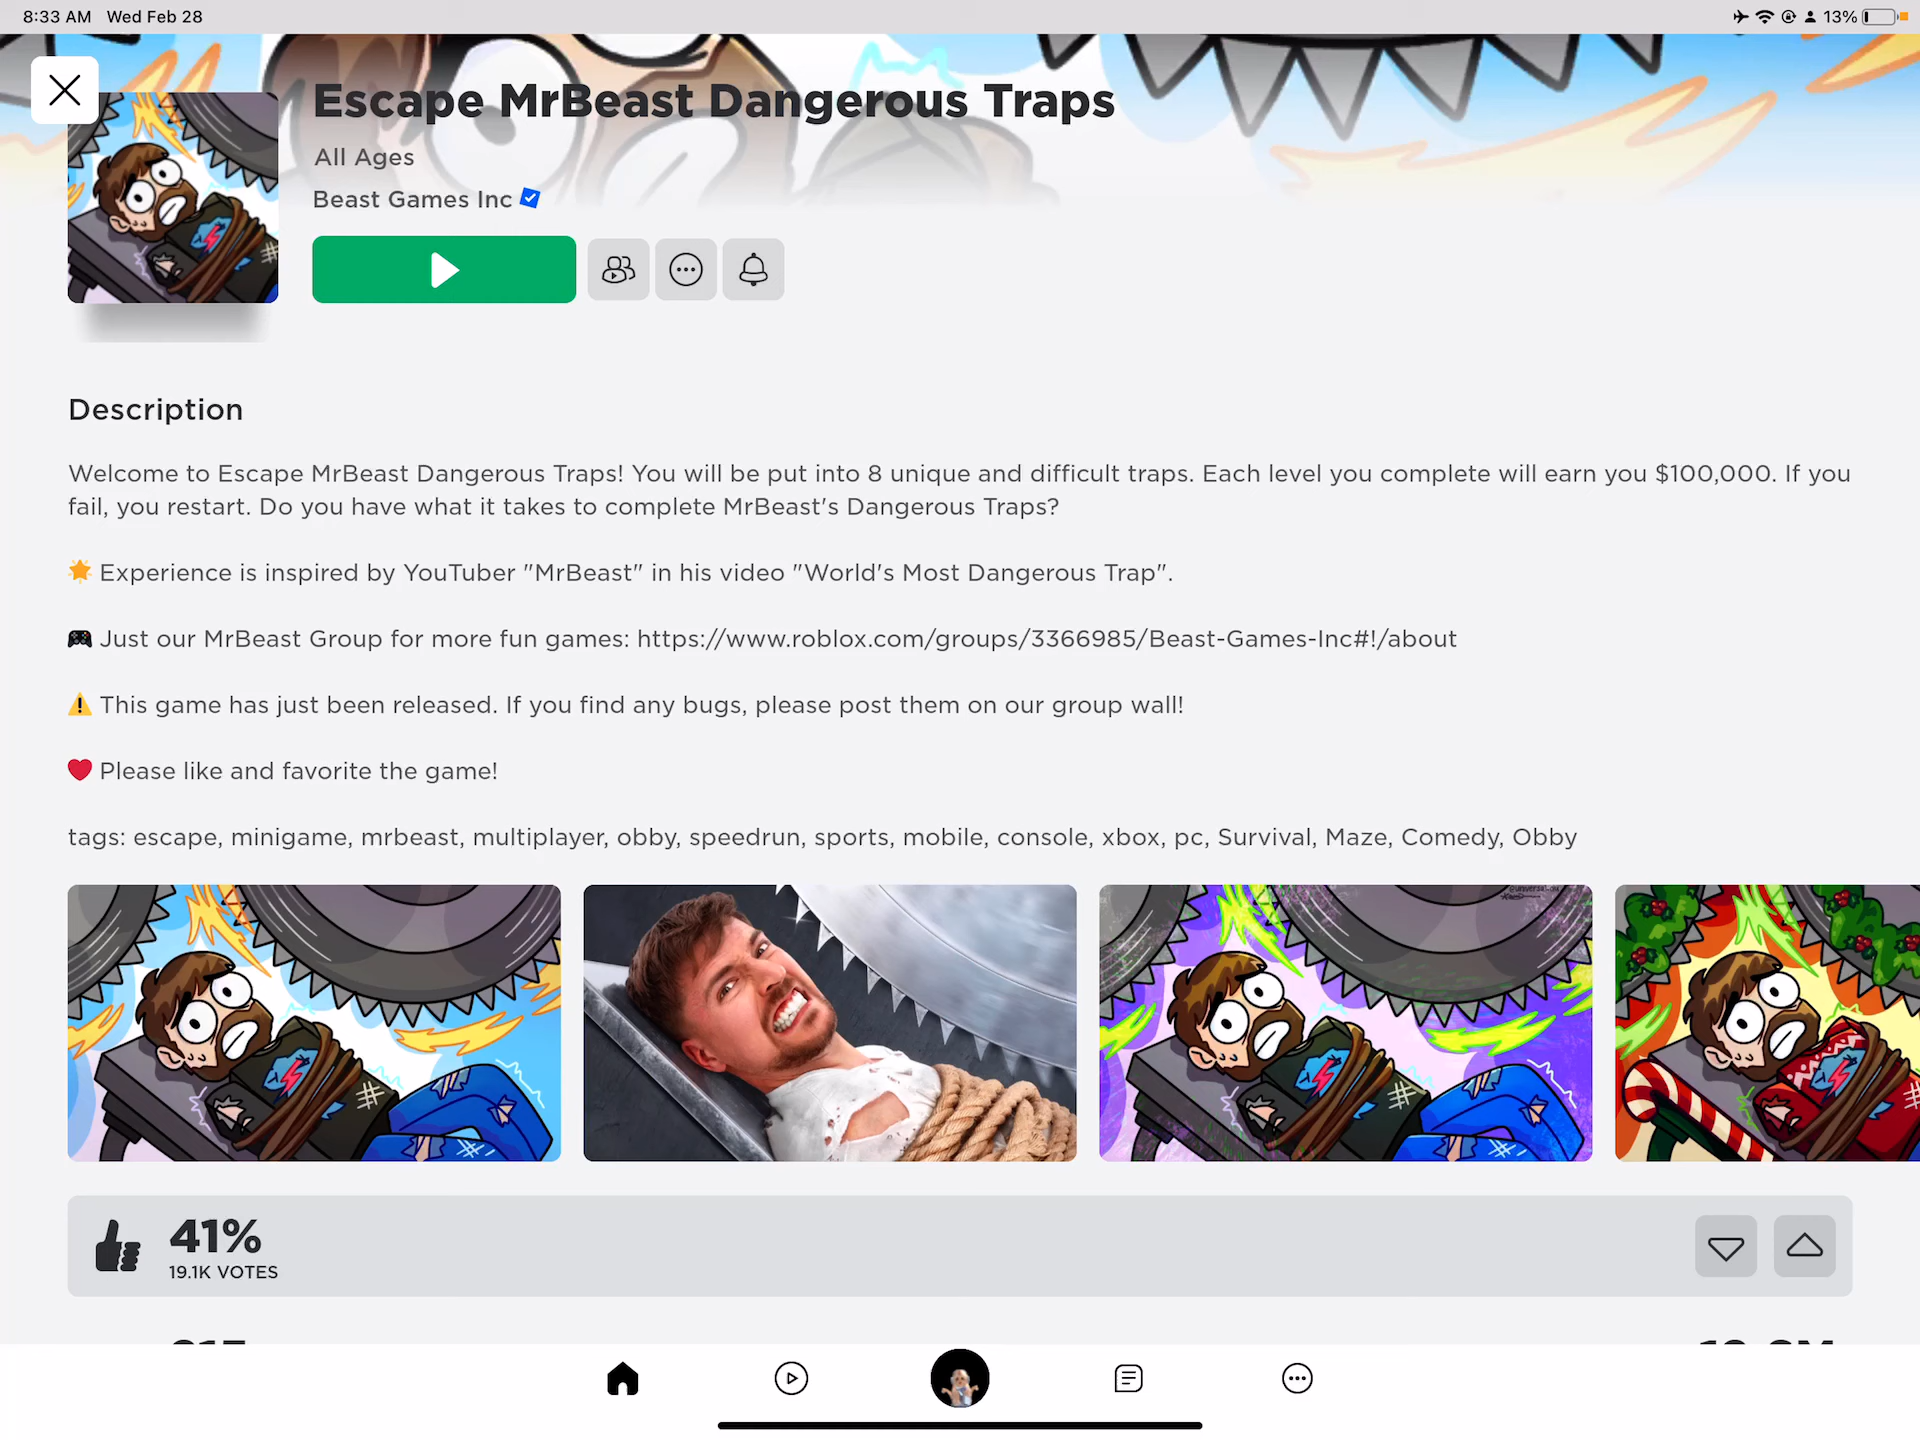 8:33 AM Wed Feb 28
13%
Escape MrBeast Dangerous Traps
All Ages
Beast Games Inc
Description
Welcome to Escape MrBeast Dangerous Traps! You will be put into 8 unique and difficult traps. Each level you complete will earn you $100,000. If you
fail, you restart. Do you have what it takes to complete MrBeast's Dangerous Traps?
Experience is inspired by YouTuber "MrBeast" in his video "World's Most Dangerous Trap".
Just our MrBeast Group for more fun games: https://www.roblox.com/groups/3366985/Beast-Games-Inc#!/about
This game has just been released. If you find any bugs, please post them on our group wall!
Please like and favorite the game!
tags: escape, minigame, mrbeast, multiplayer, obby, speedrun, sports, mobile, console, xbox, pc, Survival, Maze, Comedy, Obby
41%
19.1K VOTES